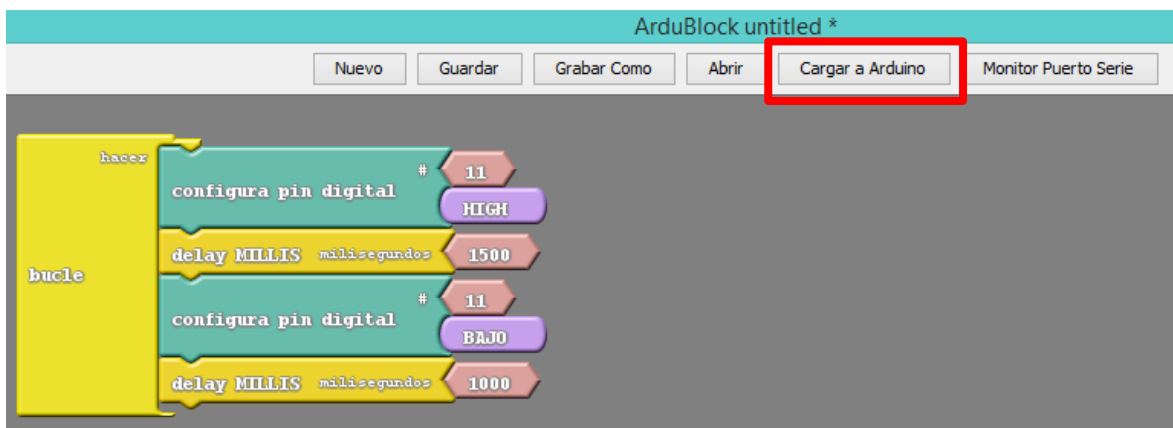 ArduBlock untitled *
Nuevo Guardar Grabar Como Abrir Cargar a Arduino Monitor Puerto Serie
bucle
hacer
configura pin digital # 11
HIGH
delay MILLIS milisegundos 1500
configura pin digital # 11
BAJO
delay MILLIS milisegundos 1000